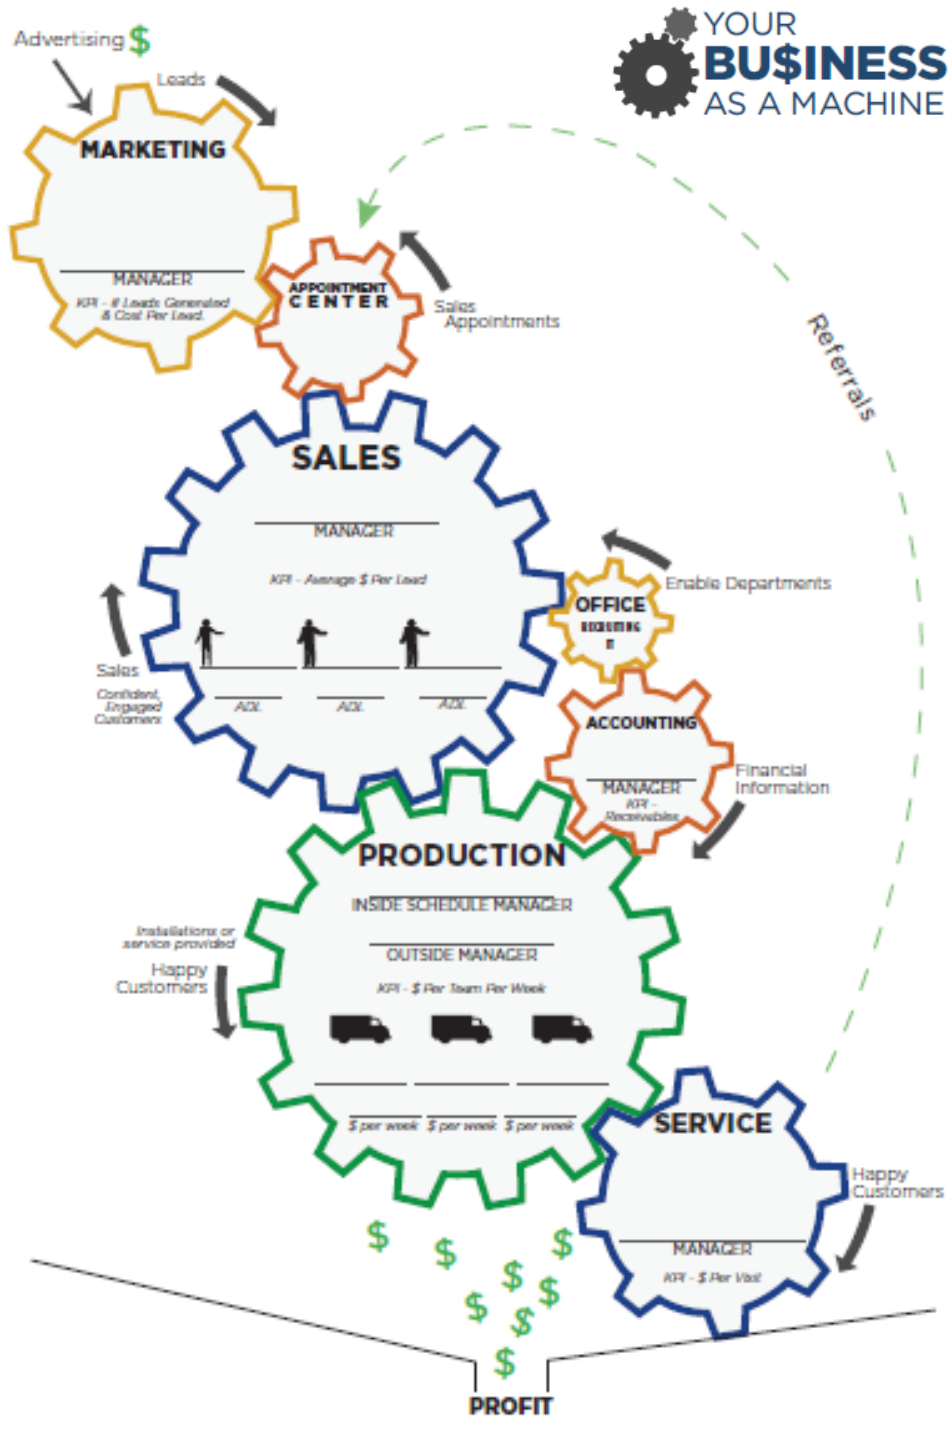 YOUR
BU$INESS
AS A MACHINE
Advertising $
Leads
MARKETING
MANAGER
KPI - # Leads Generated
& Cost Per Lead
APPOINTMENT
CENTER
Sales
Appointments
Referrals
SALES
MANAGER
KPI - Average $ Per Lead
ADL ADL ADL
Sales
Confident,
Engaged
Customers
Enable Departments
OFFICE
RECRUITING
IT
ACCOUNTING
MANAGER
KPI -
Receivables
Financial
Information
PRODUCTION
INSIDE SCHEDULE MANAGER
OUTSIDE MANAGER
KPI - $ Per Team Per Week
$ per week $ per week $ per week
Installations or
service provided
Happy
Customers
SERVICE
MANAGER
KPI - $ Per Visit
Happy
Customers
$
$
$
$
$
$
$
$
PROFIT